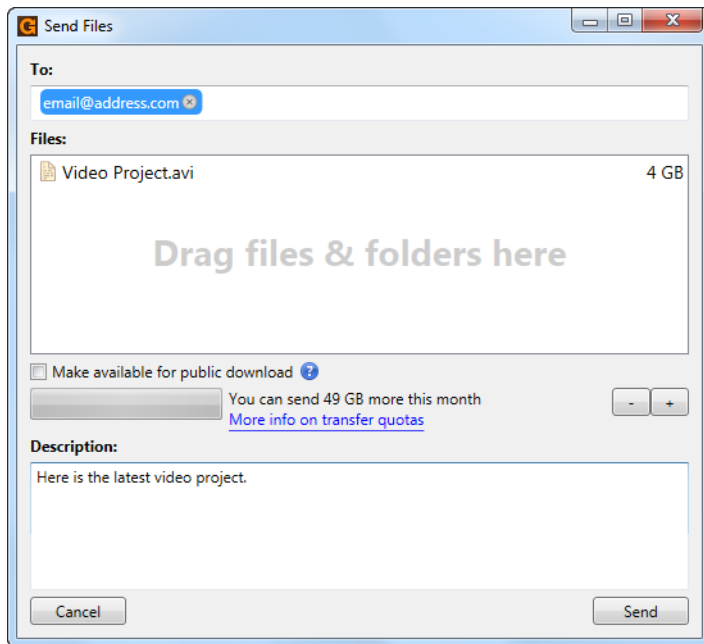 Send Files
To:
email@address.com
Files:
Video Project.avi 4 GB
Drag files & folders here
Make available for public download ?
You can send 49 GB more this month
- +
More info on transfer quotas
Description:
Here is the latest video project.
Cancel Send